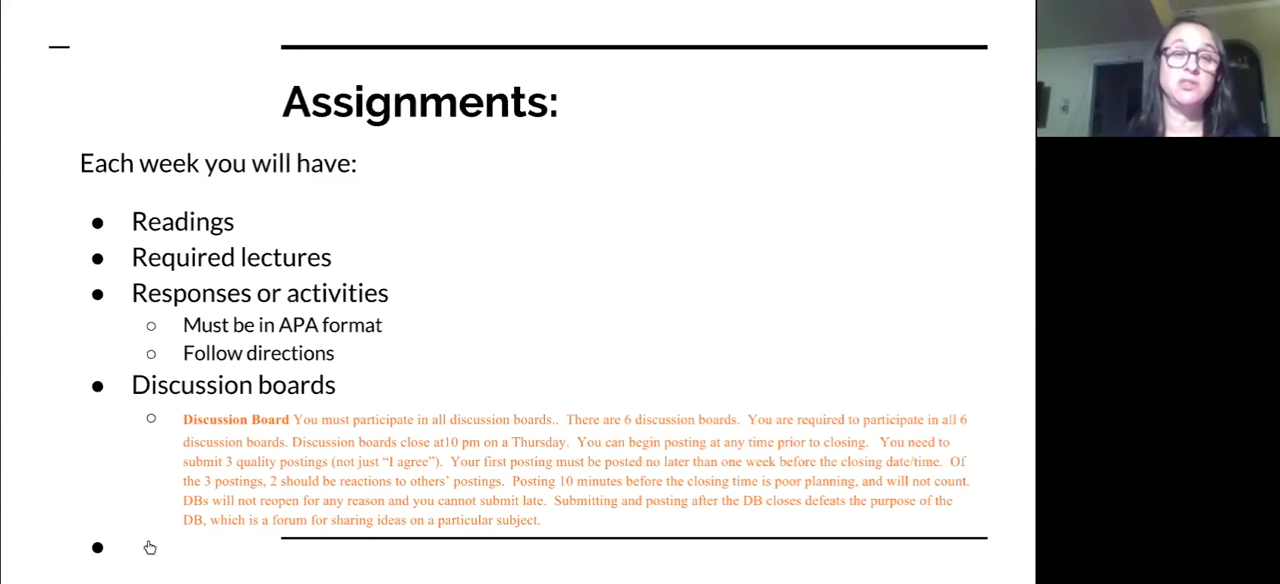 Assignments:
Each week you will have:
● Readings
● Required lectures
● Responses or activities
○ Must be in APA format
○ Follow directions
● Discussion boards
○ Discussion Board You must participate in all discussion boards.. There are 6 discussion boards. You are required to participate in all 6
discussion boards. Discussion boards close at10 pm on a Thursday. You can begin posting at any time prior to closing. You need to
submit 3 quality postings (not just “I agree”). Your first posting must be posted no later than one week before the closing date/time. Of
the 3 postings, 2 should be reactions to others’ postings. Posting 10 minutes before the closing time is poor planning, and will not count.
DBs will not reopen for any reason and you cannot submit late. Submitting and posting after the DB closes defeats the purpose of the
DB, which is a forum for sharing ideas on a particular subject.
●